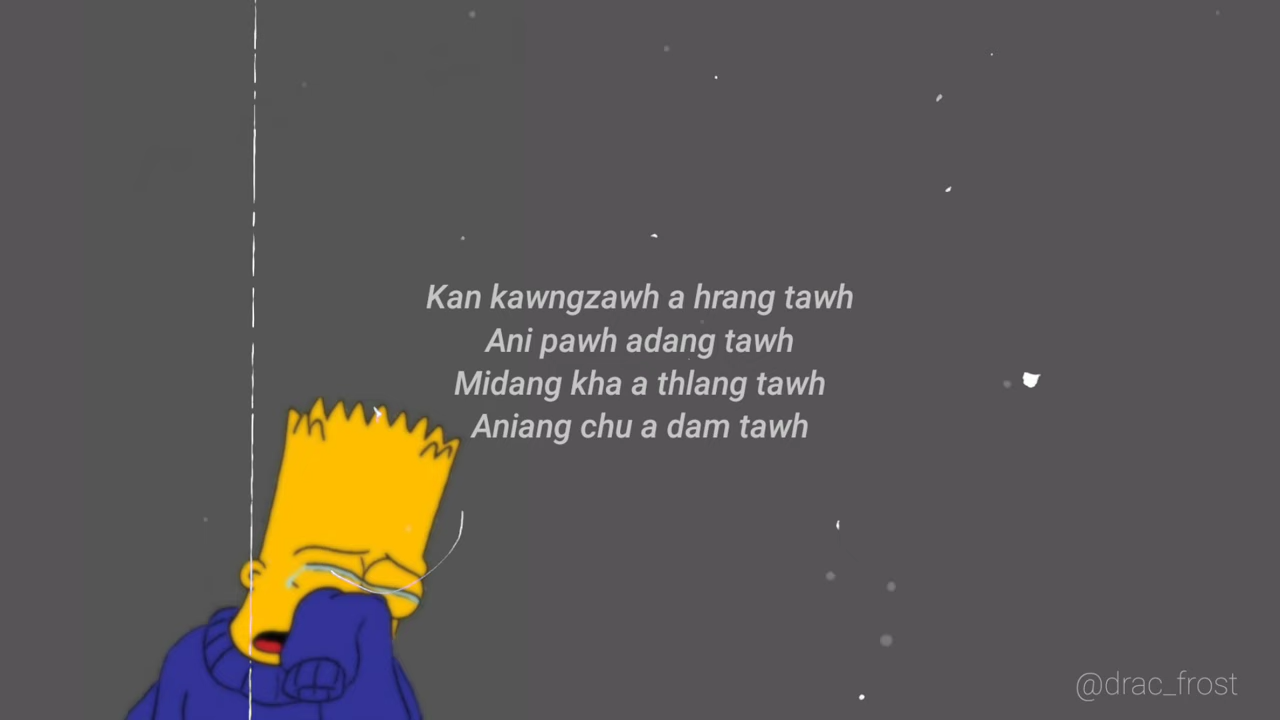 Kan kawngzawh a hrang tawh
Ani pawh adang tawh
Midang kha a thlang tawh
Aniang chu a dam tawh
@drac_frost